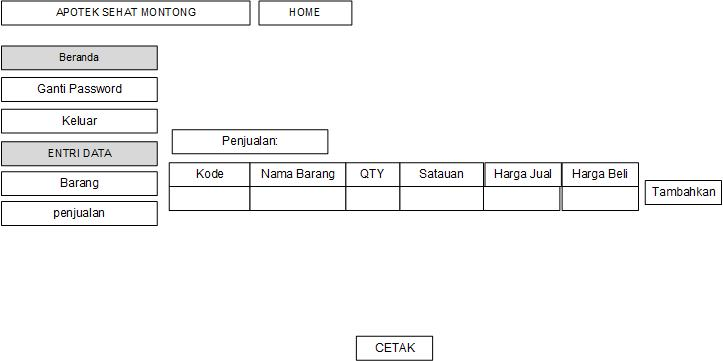 APOTEK SEHAT MONTONG
HOME
Beranda
Ganti Password
Keluar
ENTRI DATA
Barang
penjualan
Penjualan:
Kode Nama Barang QTY Satauan Harga Jual Harga Beli
Tambahkan
CETAK